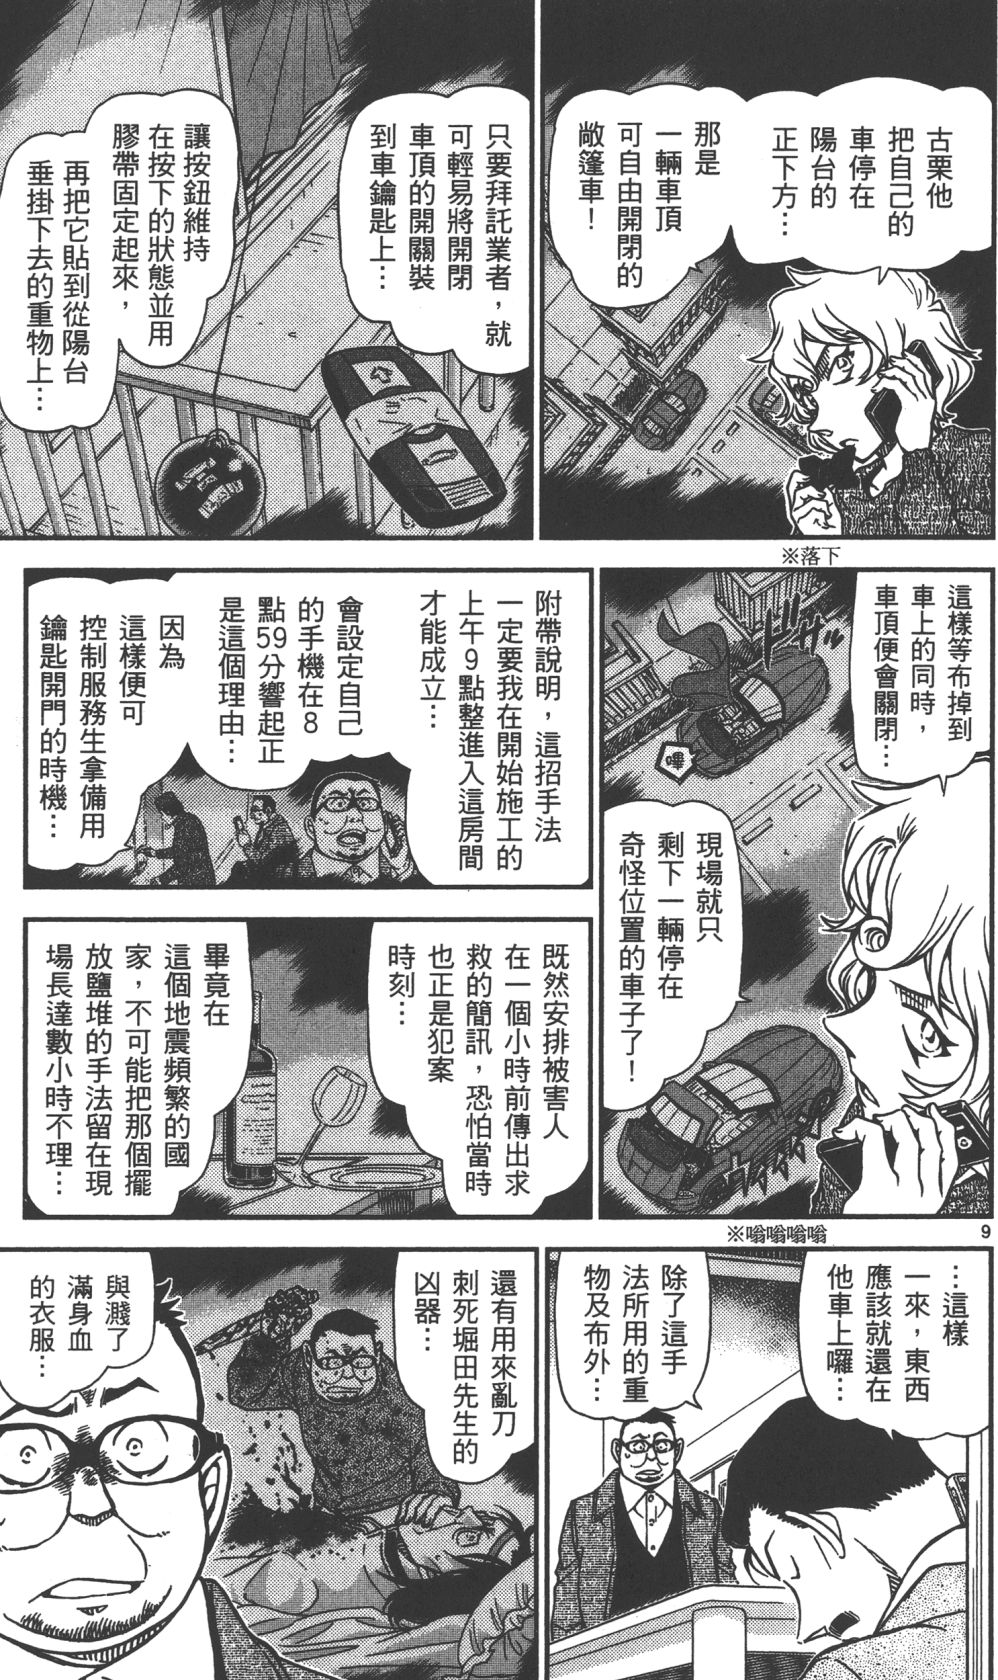 古栗他
把自己的
車停在
陽台的
正下方…
那是
一輛車頂
可自由開閉的
敞篷車！
只要拜託業者，就
可輕易將開閉
車頂的開關裝
到車鑰匙上…
讓按鈕維持
在按下的狀態並用
膠帶固定起來，
再把它貼到從陽台
垂掛下去的重物上…
※落下
這樣等布掉到
車上的同時，
車頂便會關閉…
嗶
現場就只
剩下一輛停在
奇怪位置的車子了！
※嗡嗡嗡嗡
附帶說明，這招手法
一定要我在開始施工的
上午9點整進入這房間
才能成立…
會設定自己
的手機在8
點59分響起正
是這個理由…
因為
這樣便可
控制服務生拿備用
鑰匙開門的時機…
既然安排被害人
在一個小時前傳出求
救的簡訊，恐怕當時
也正是犯案
時刻…
畢竟在
這個地震頻繁的國
家，不可能把那個擺
放鹽堆的手法留在現
場長達數小時不理…
9
…這樣
一來，東西
應該就還在
他車上囉…
除了這手
法所用的重
物及布外…
還有用來亂刀
刺死堀田先生的
凶器…
與濺了
滿身血
的衣服…